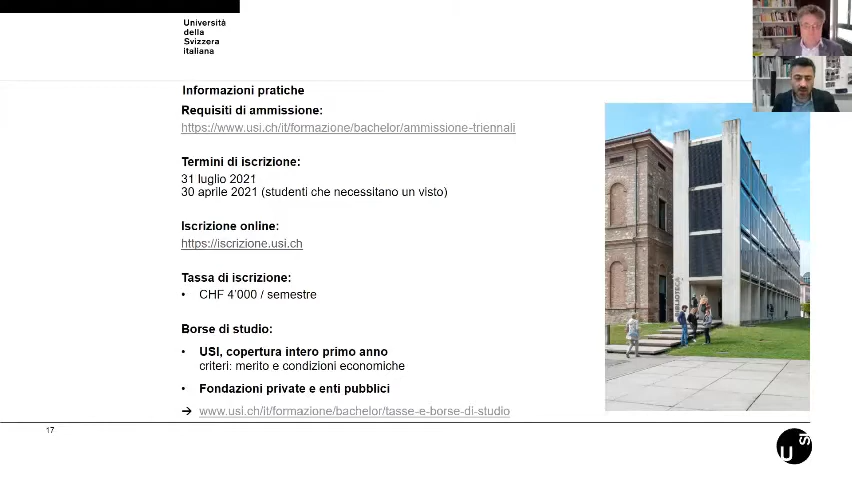 Università
della
Svizzera
italiana
Informazioni pratiche
Requisiti di ammissione:
https://www.usi.ch/it/formazione/bachelor/ammissione-triennali
Termini di iscrizione:
31 luglio 2021
30 aprile 2021 (studenti che necessitano un visto)
Iscrizione online:
https://iscrizione.usi.ch
Tassa di iscrizione:
• CHF 4’000 / semestre
Borse di studio:
• USI, copertura intero primo anno
criteri: merito e condizioni economiche
• Fondazioni private e enti pubblici
➔ www.usi.ch/it/formazione/bachelor/tasse-e-borse-di-studio
BIBLIOTECA
17
USI